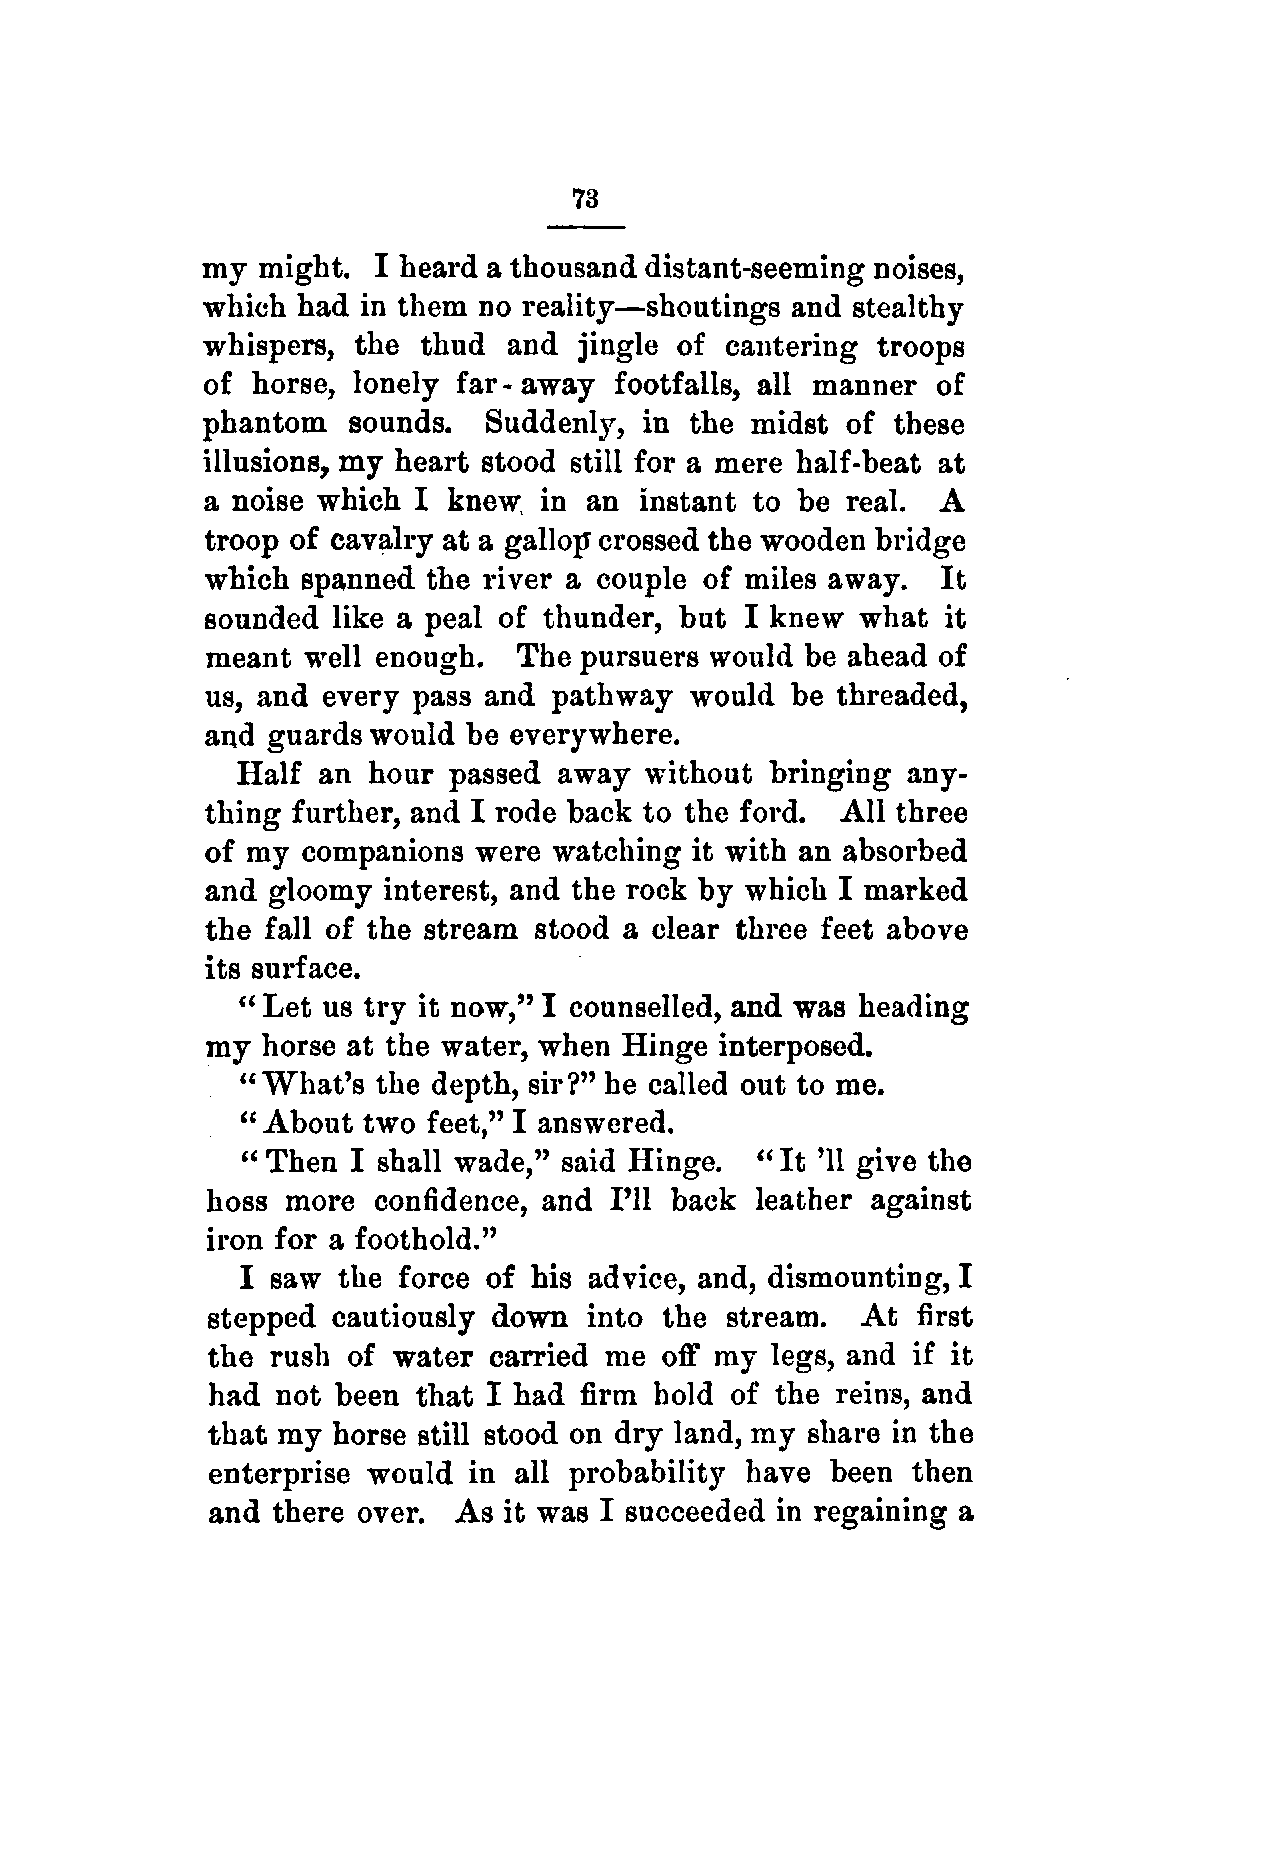 73
my might. I heard a thousand distant-seeming noises,
which had in them no reality—shoutings and stealthy
whispers, the thud and jingle of cantering troops
of horse, lonely far-away footfalls, all manner of
phantom sounds. Suddenly, in the midst of these
illusions, my heart stood still for a mere half-beat at
a noise which I knew in an instant to be real. A
troop of cavalry at a gallop crossed the wooden bridge
which spanned the river a couple of miles away. It
sounded like a peal of thunder, but I knew what it
meant well enough. The pursuers would be ahead of
us, and every pass and pathway would be threaded,
and guards would be everywhere.
Half an hour passed away without bringing any-
thing further, and I rode back to the ford. All three
of my companions were watching it with an absorbed
and gloomy interest, and the rock by which I marked
the fall of the stream stood a clear three feet above
its surface.
“Let us try it now,” I counselled, and was heading
my horse at the water, when Hinge interposed.
“What’s the depth, sir?” he called out to me.
“About two feet,” I answered.
“Then I shall wade,” said Hinge. “It ’ll give the
hoss more confidence, and I’ll back leather against
iron for a foothold.”
I saw the force of his advice, and, dismounting, I
stepped cautiously down into the stream. At first
the rush of water carried me off my legs, and if it
had not been that I had firm hold of the reins, and
that my horse still stood on dry land, my share in the
enterprise would in all probability have been then
and there over. As it was I succeeded in regaining a